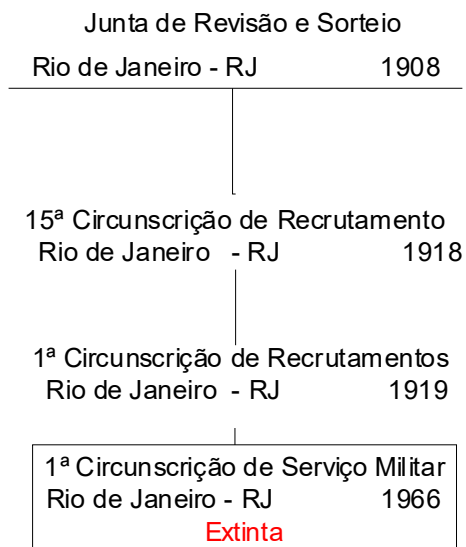 Junta de Revisão e Sorteio
Rio de Janeiro - RJ 1908
15ª Circunscrição de Recrutamento
Rio de Janeiro - RJ 1918
1ª Circunscrição de Recrutamentos
Rio de Janeiro - RJ 1919
1ª Circunscrição de Serviço Militar
Rio de Janeiro - RJ 1966
Extinta